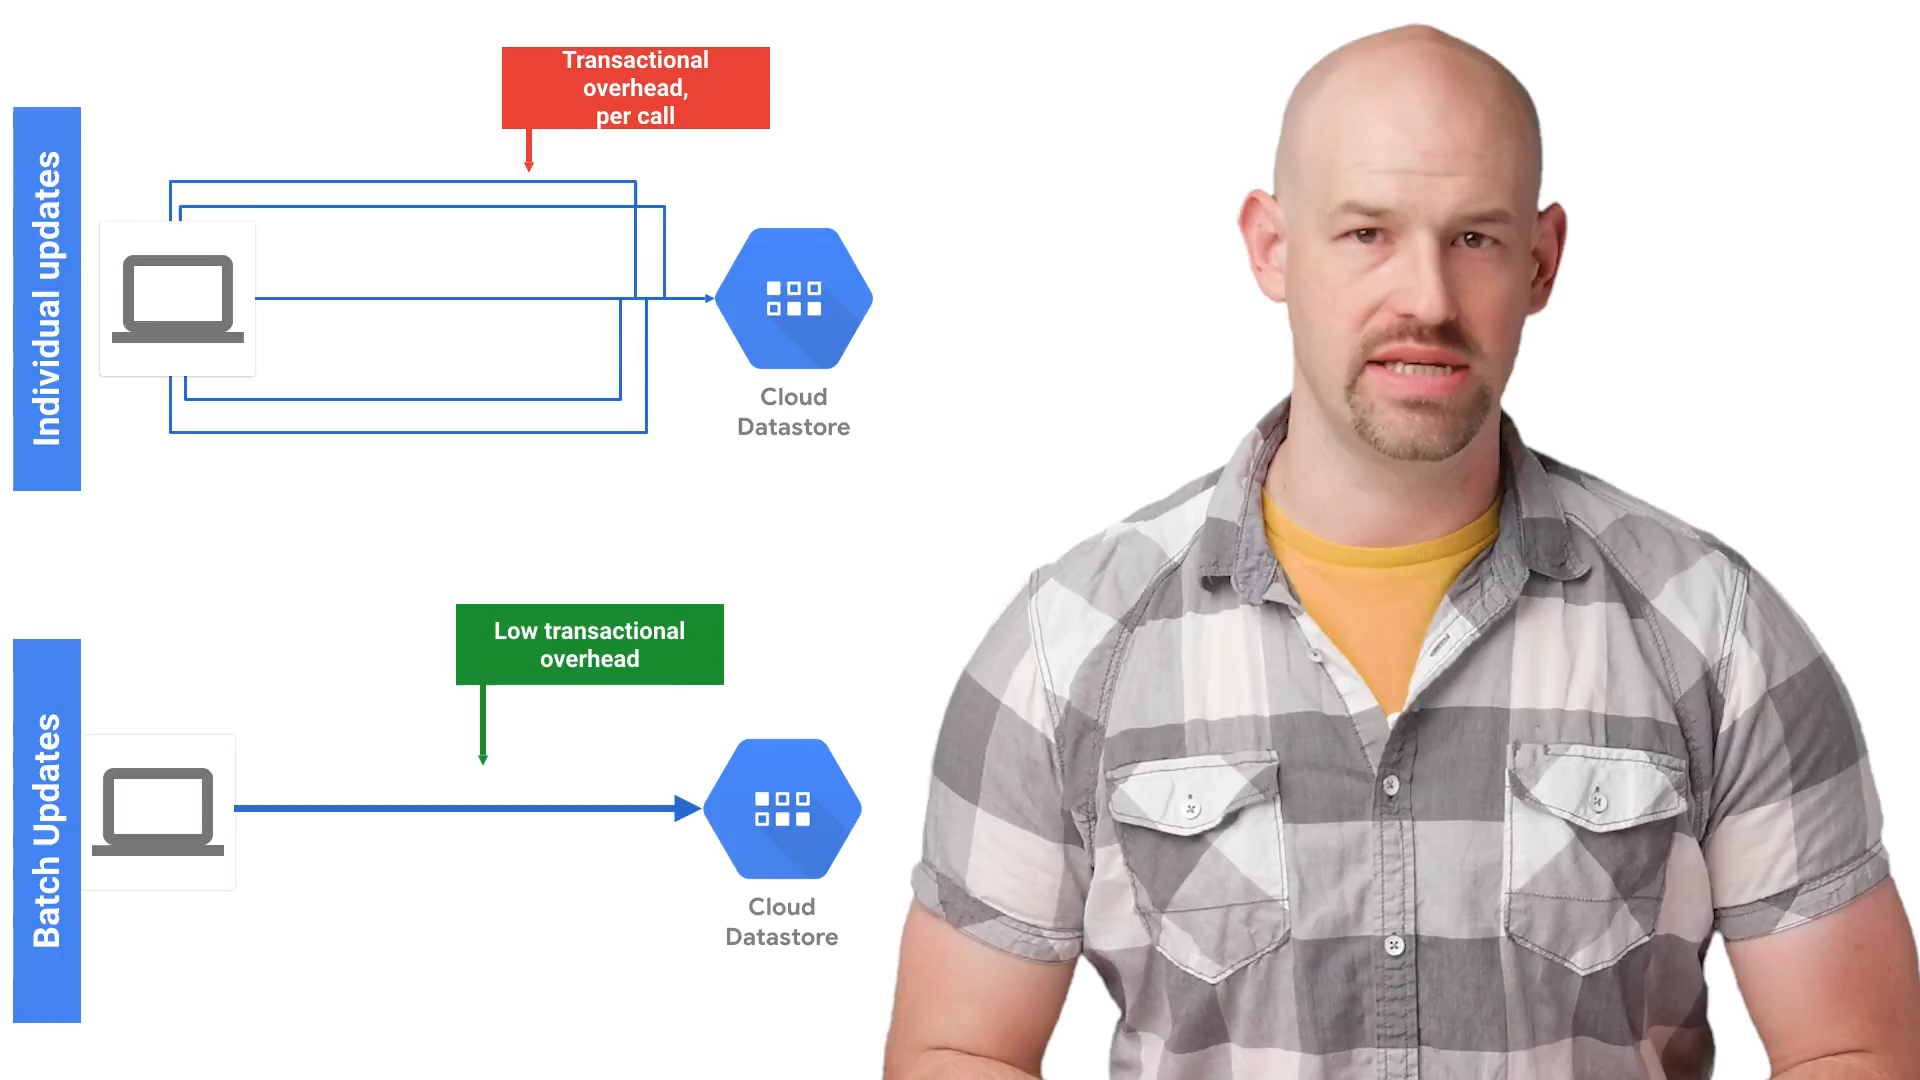 Individual updates
Transactional
overhead,
per call
Cloud
Datastore
Batch Updates
Low transactional
overhead
Cloud
Datastore